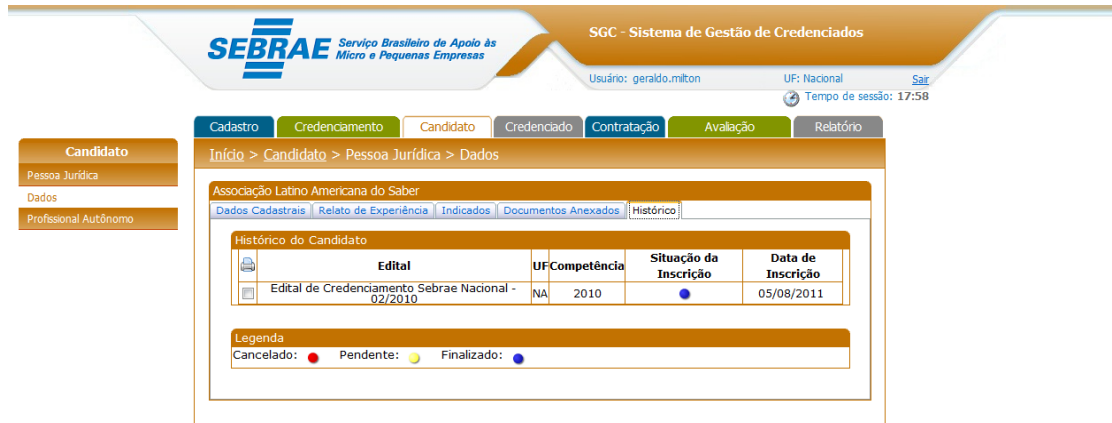 SEBRAE
Serviço Brasileiro de Apoio às
Micro e Pequenas Empresas
SGC - Sistema de Gestão de Credenciados
Usuário: geraldo.milton UF: Nacional Sair
Tempo de sessão: 17:58
Cadastro Credenciamento Candidato Credenciado Contratação Avaliação Relatório
Candidato
Pessoa Jurídica
Dados
Profissional Autônomo
Início > Candidato > Pessoa Jurídica > Dados
Associação Latino Americana do Saber
Dados Cadastrais Relato de Experiência Indicados Documentos Anexados Histórico
Histórico do Candidato
Edital UF Competência Situação da Inscrição Data de Inscrição
Edital de Credenciamento Sebrae Nacional - 02/2010 NA 2010 05/08/2011
Legenda
Cancelado: Pendente: Finalizado: